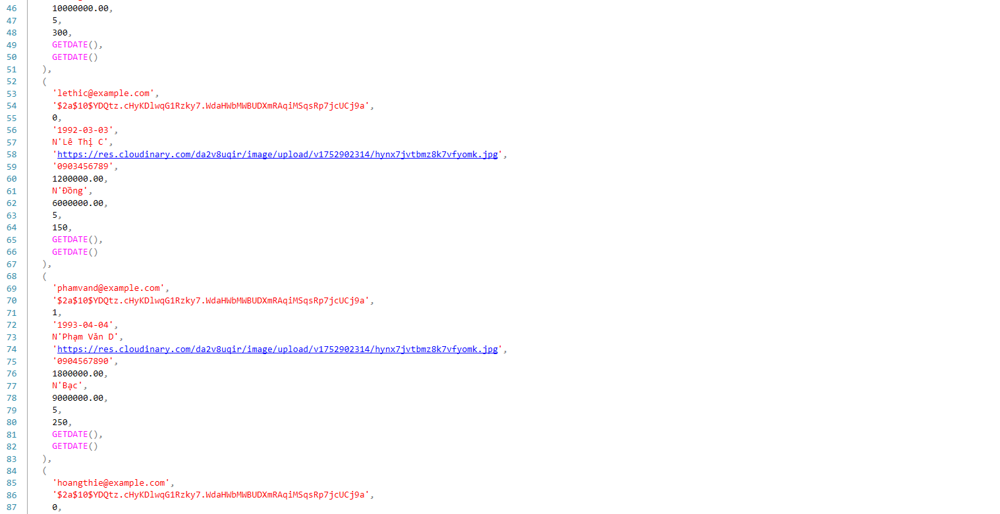 46 10000000.00,
47 5,
48 300,
49 GETDATE(),
50 GETDATE()
51 ),
52 (
53 'lethic@example.com',
54 '$2a$10$YDQtz.cHyKDlwqG1Rzky7.WdaHWbMWBUDXmRAqiMSqsRp7jcUCj9a',
55 0,
56 '1992-03-03',
57 N'Lê Thị C',
58 'https://res.cloudinary.com/da2v8uqir/image/upload/v1752902314/hynx7jvtbmz8k7vfyomk.jpg',
59 '0903456789',
60 1200000.00,
61 N'Đồng',
62 6000000.00,
63 5,
64 150,
65 GETDATE(),
66 GETDATE()
67 ),
68 (
69 'phamvand@example.com',
70 '$2a$10$YDQtz.cHyKDlwqG1Rzky7.WdaHWbMWBUDXmRAqiMSqsRp7jcUCj9a',
71 1,
72 '1993-04-04',
73 N'Phạm Văn D',
74 'https://res.cloudinary.com/da2v8uqir/image/upload/v1752902314/hynx7jvtbmz8k7vfyomk.jpg',
75 '0904567890',
76 1800000.00,
77 N'Bạc',
78 9000000.00,
79 5,
80 250,
81 GETDATE(),
82 GETDATE()
83 ),
84 (
85 'hoangthie@example.com',
86 '$2a$10$YDQtz.cHyKDlwqG1Rzky7.WdaHWbMWBUDXmRAqiMSqsRp7jcUCj9a',
87 0,